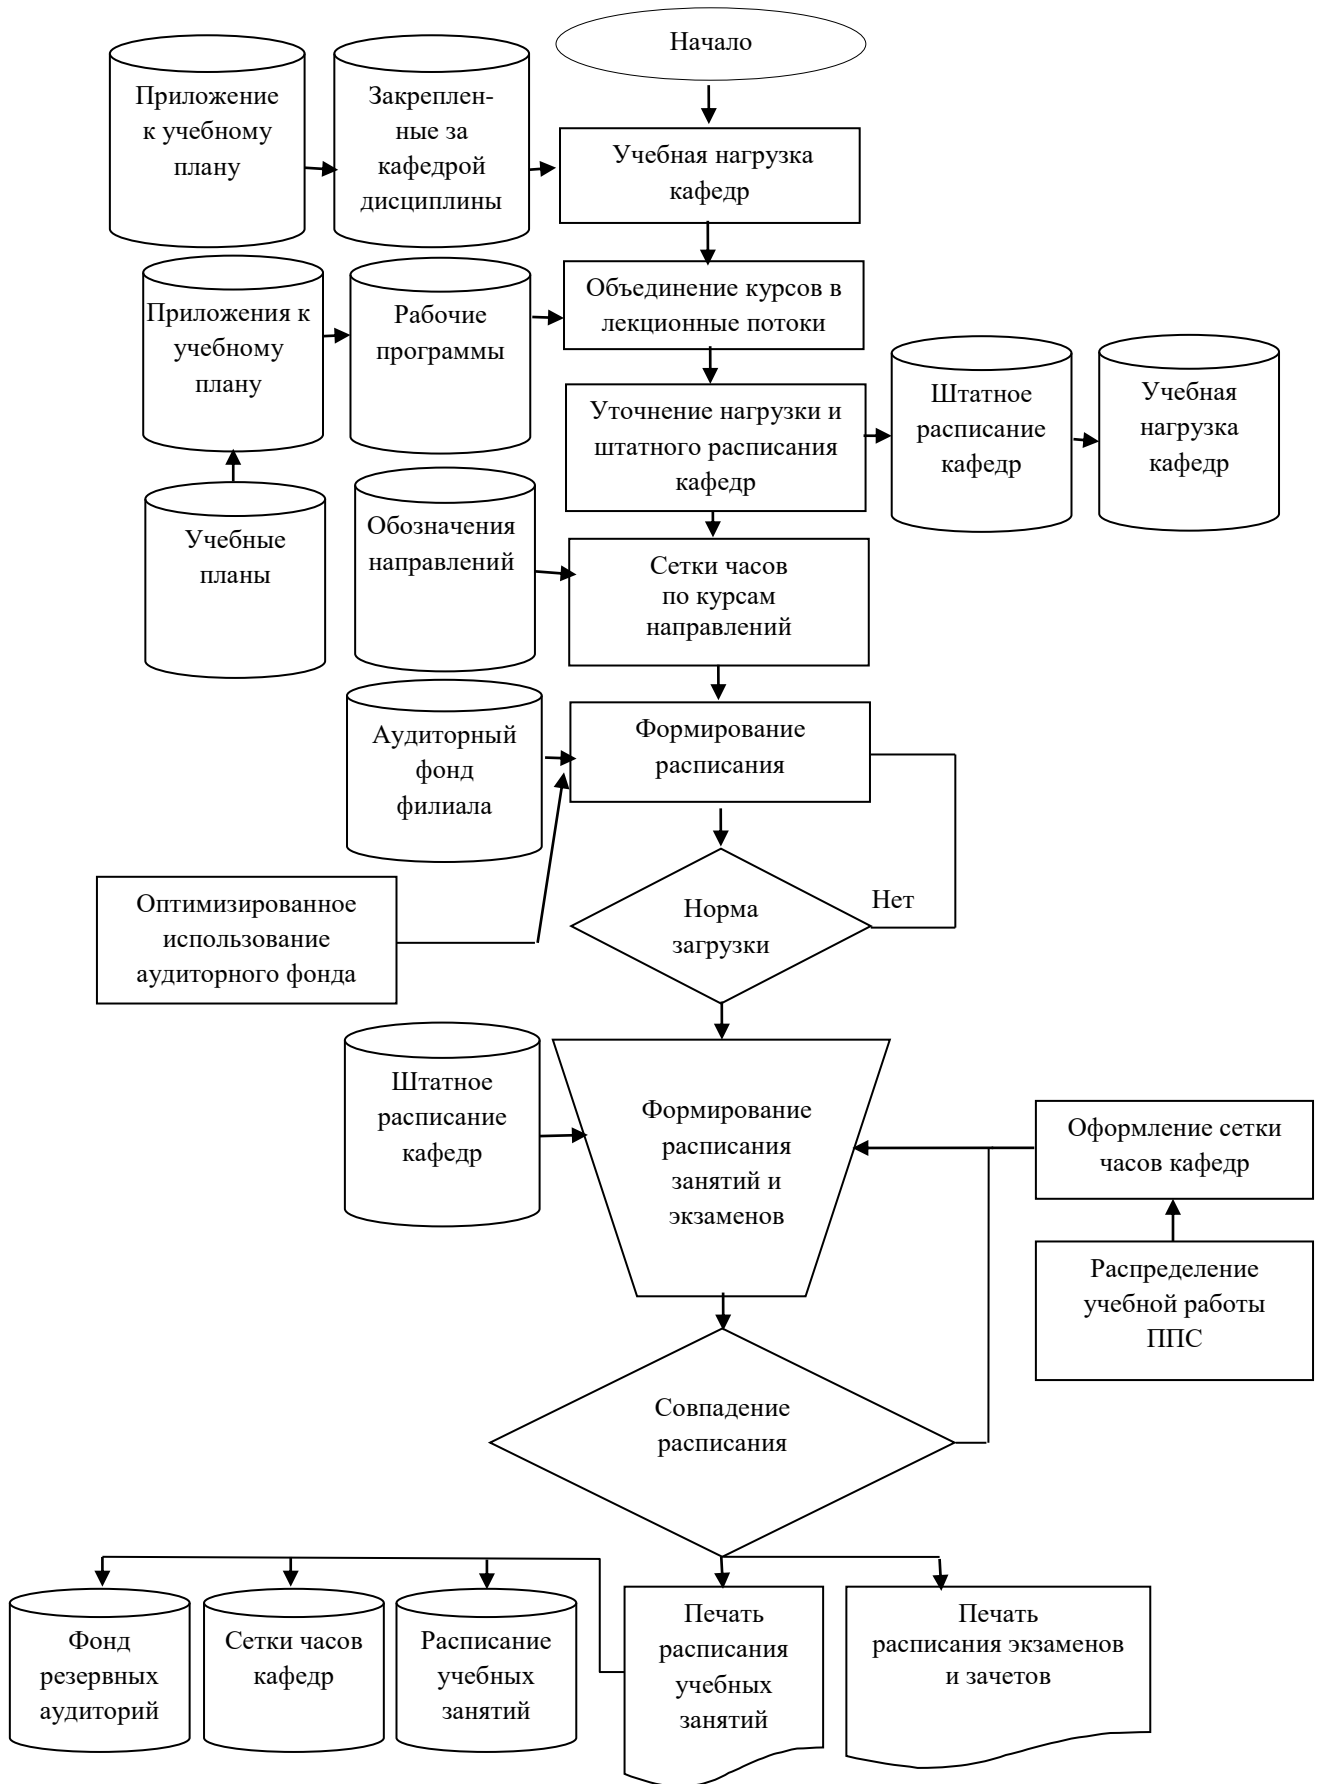 Начало
Приложение
к учебному
плану
Закреплен-
ные за
кафедрой
дисциплины
Учебная нагрузка
кафедр
Приложения к
учебному
плану
Рабочие
программы
Объединение курсов в
лекционные потоки
Уточнение нагрузки и
штатного расписания
кафедр
Штатное
расписание
кафедр
Учебная
нагрузка
кафедр
Учебные
планы
Обозначения
направлений
Сетки часов
по курсам
направлений
Аудиторный
фонд
филиала
Формирование
расписания
Оптимизированное
использование
аудиторного фонда
Норма
загрузки
Нет
Штатное
расписание
кафедр
Формирование
расписания
занятий и
экзаменов
Оформление сетки
часов кафедр
Распределение
учебной работы
ППС
Совпадение
расписания
Фонд
резервных
аудиторий
Сетки часов
кафедр
Расписание
учебных
занятий
Печать
расписания
учебных
занятий
Печать
расписания экзаменов
и зачетов